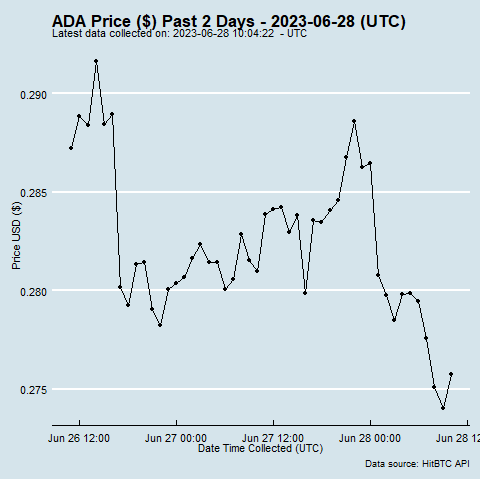 ADA Price ($) Past 2 Days - 2023-06-28 (UTC)
Latest data collected on: 2023-06-28 10:04:22  - UTC
0.290
0.285
0.280
0.275
Price USD ($)
Jun 26 12:00 Jun 27 00:00 Jun 27 12:00 Jun 28 00:00 Jun 28 12
Date Time Collected (UTC)
Data source: HitBTC API